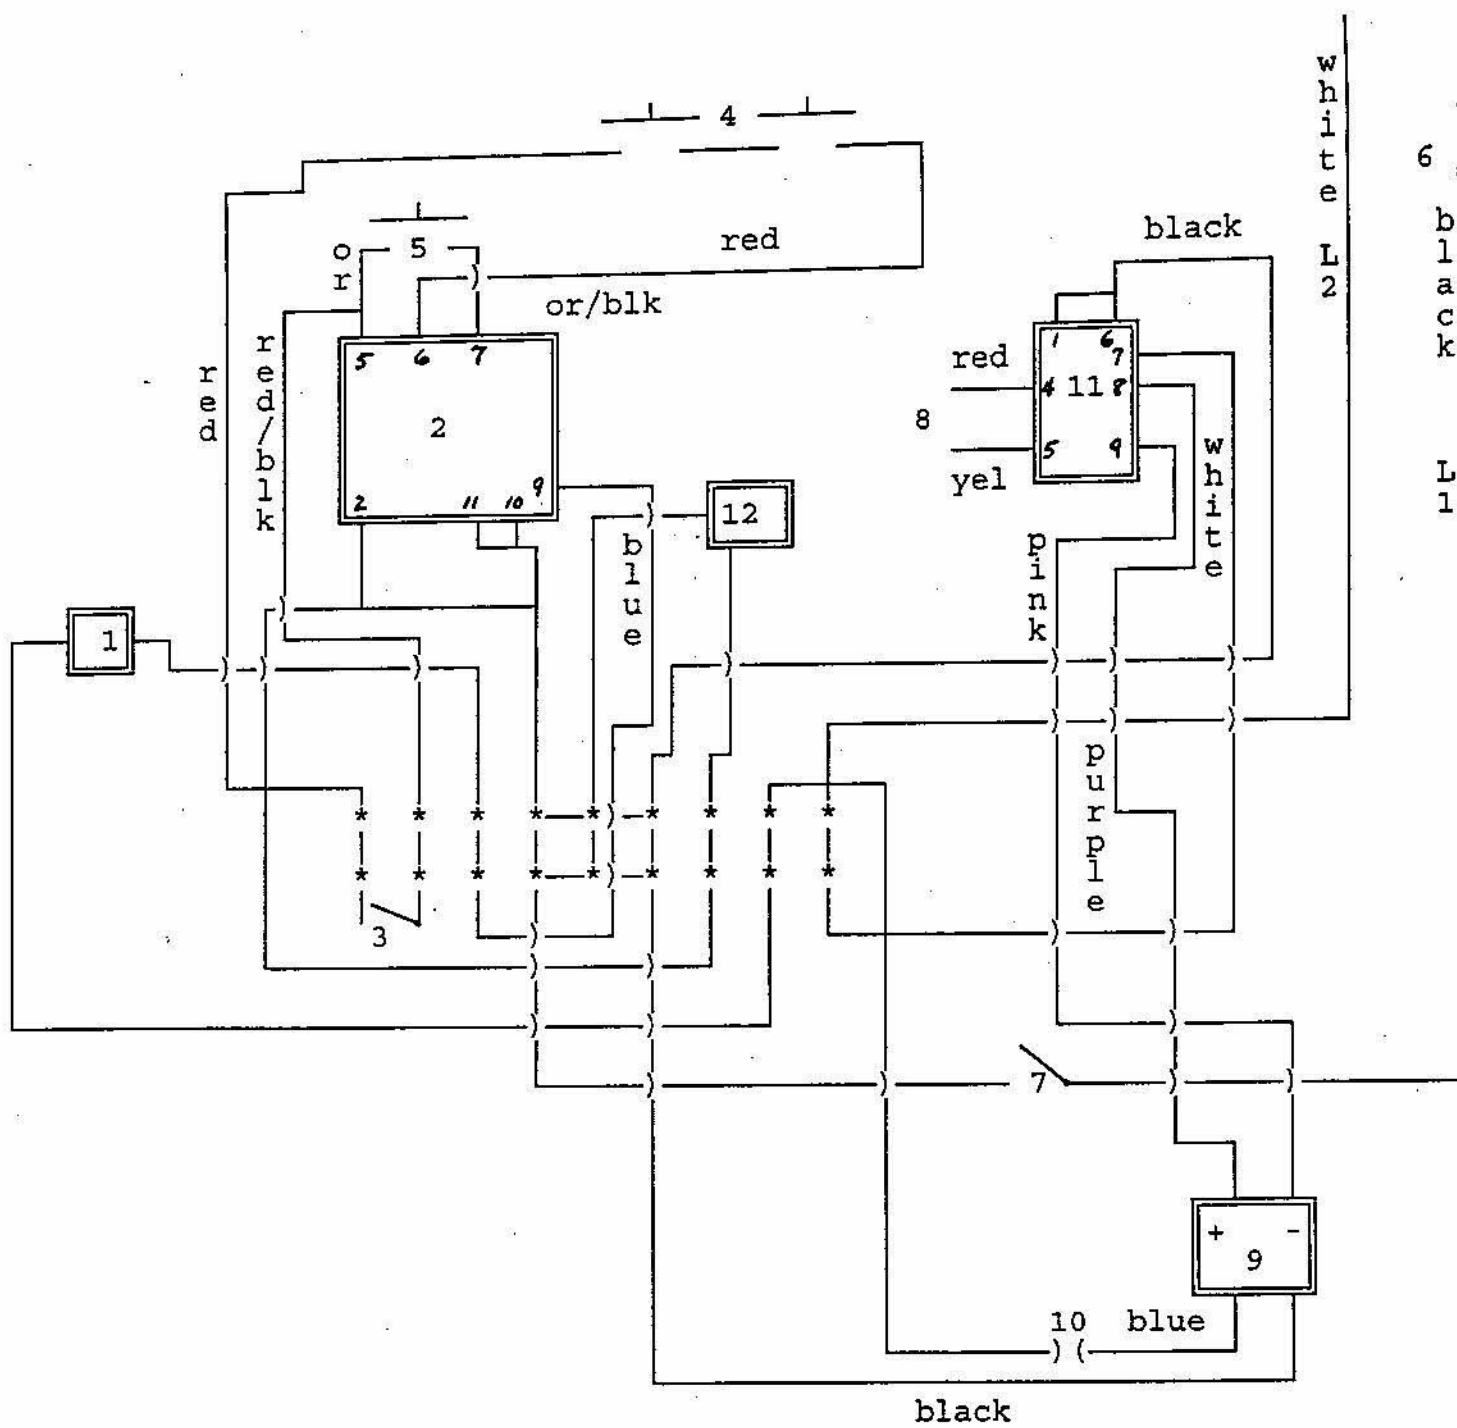 4
white L2
6
black L1
5
or
red
black
or/blk
red
red/blk
5 6 7
2
2 11 10 9
red
8
yel
1 6
7
4 11 8
5 9
white
12
blue
pink
1
purple
* * * * * * * * *
* * * * * * * * *
3
7
+ -
9
10 blue
black